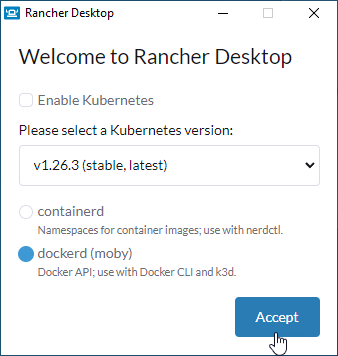 Rancher Desktop
Welcome to Rancher Desktop
Enable Kubernetes
Please select a Kubernetes version:
v1.26.3 (stable, latest)
containerd
Namespaces for container images; use with nerdctl.
dockerd (moby)
Docker API; use with Docker CLI and k3d.
Accept